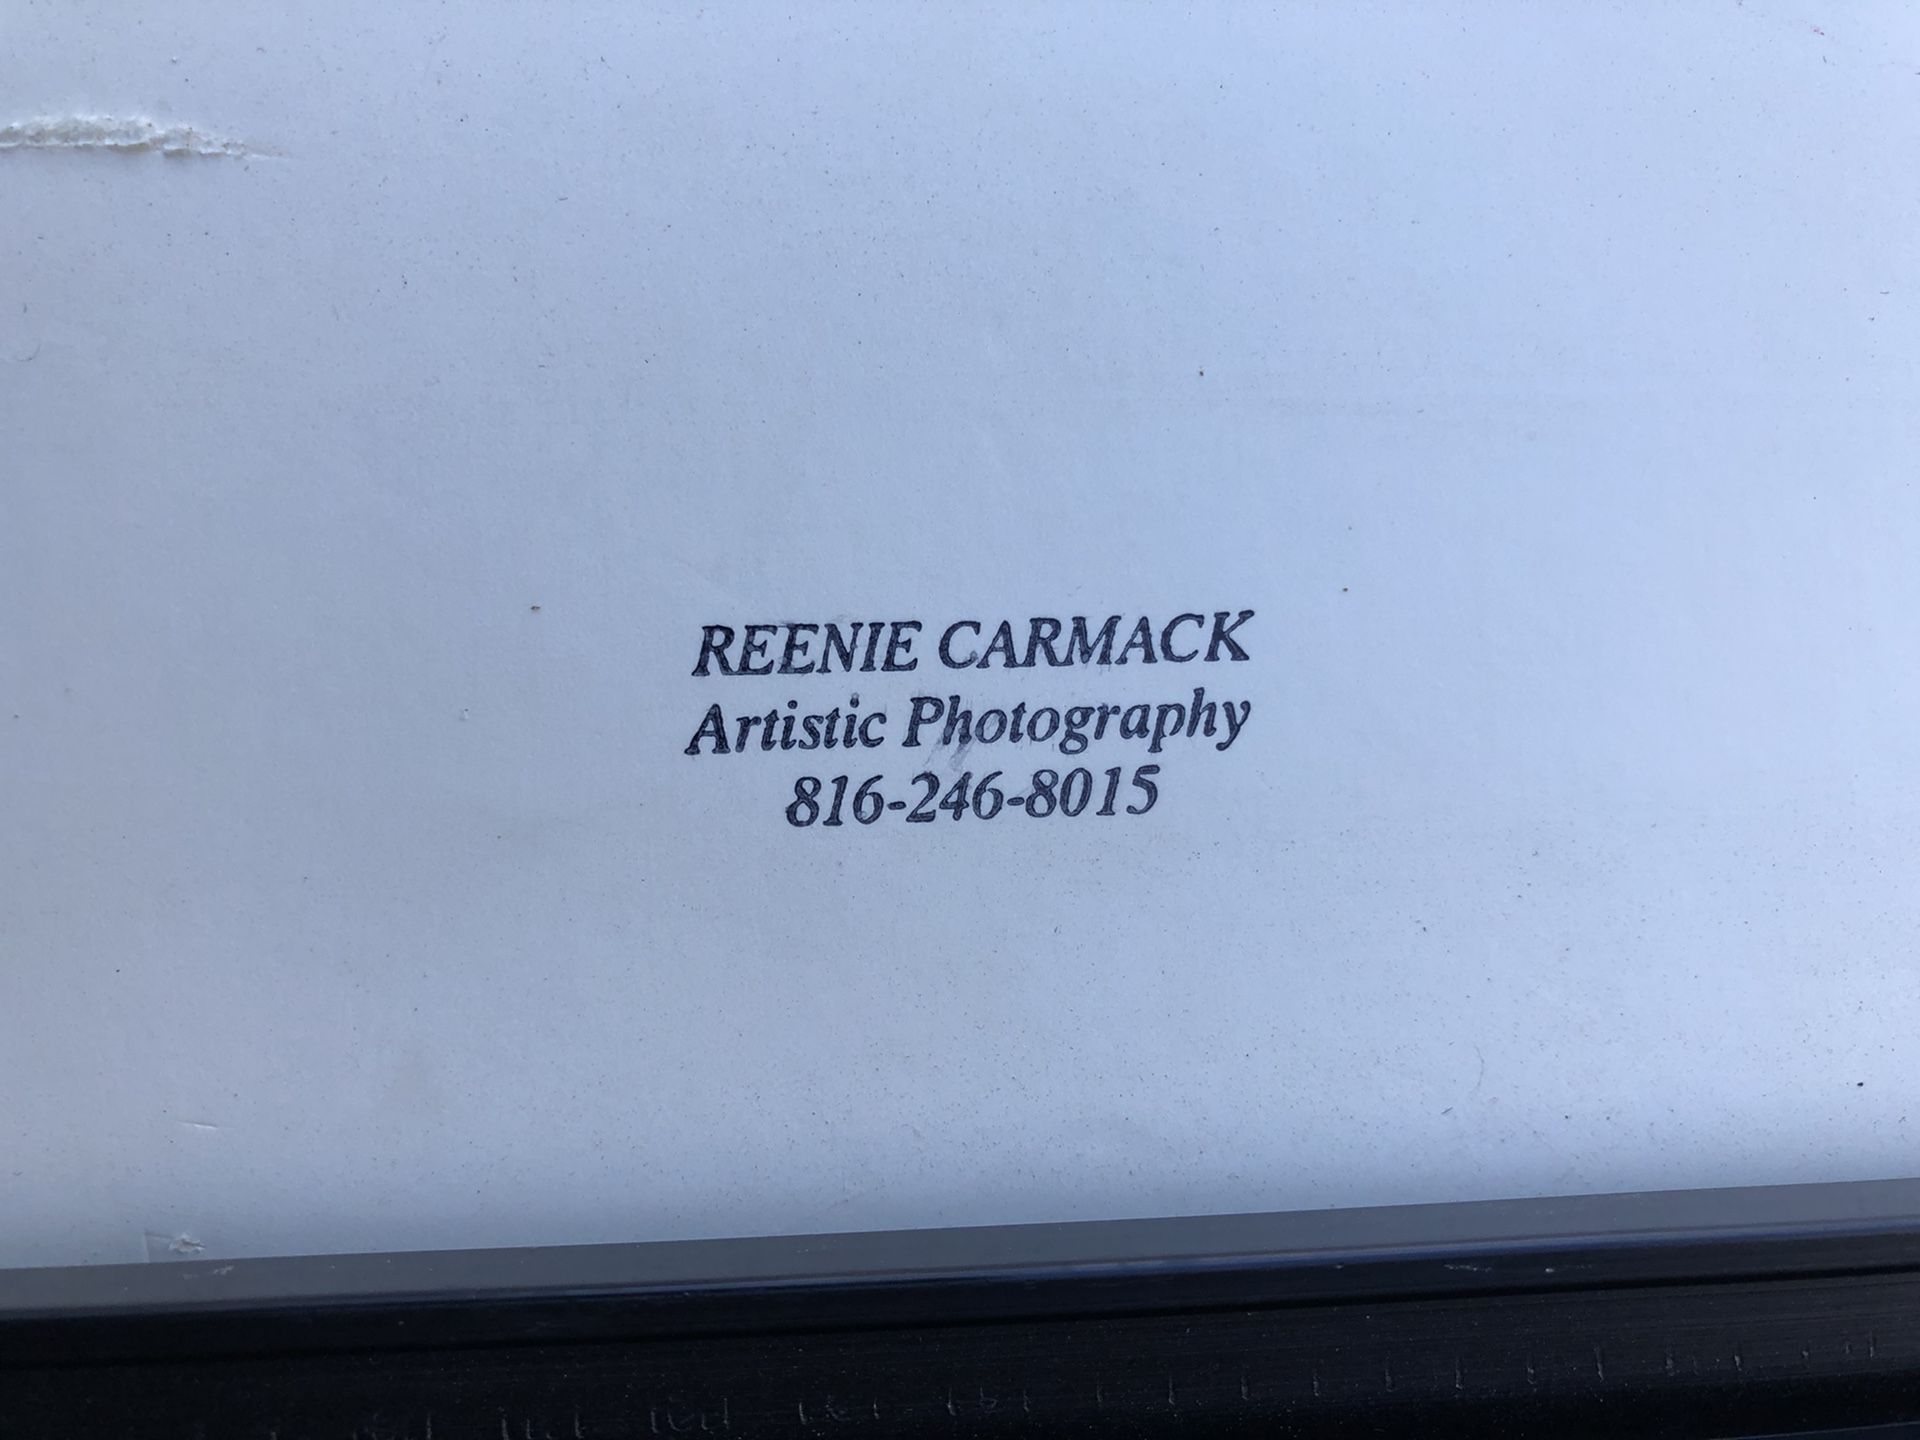 REENIE CARMACK
Artistic Photography
816-246-8015